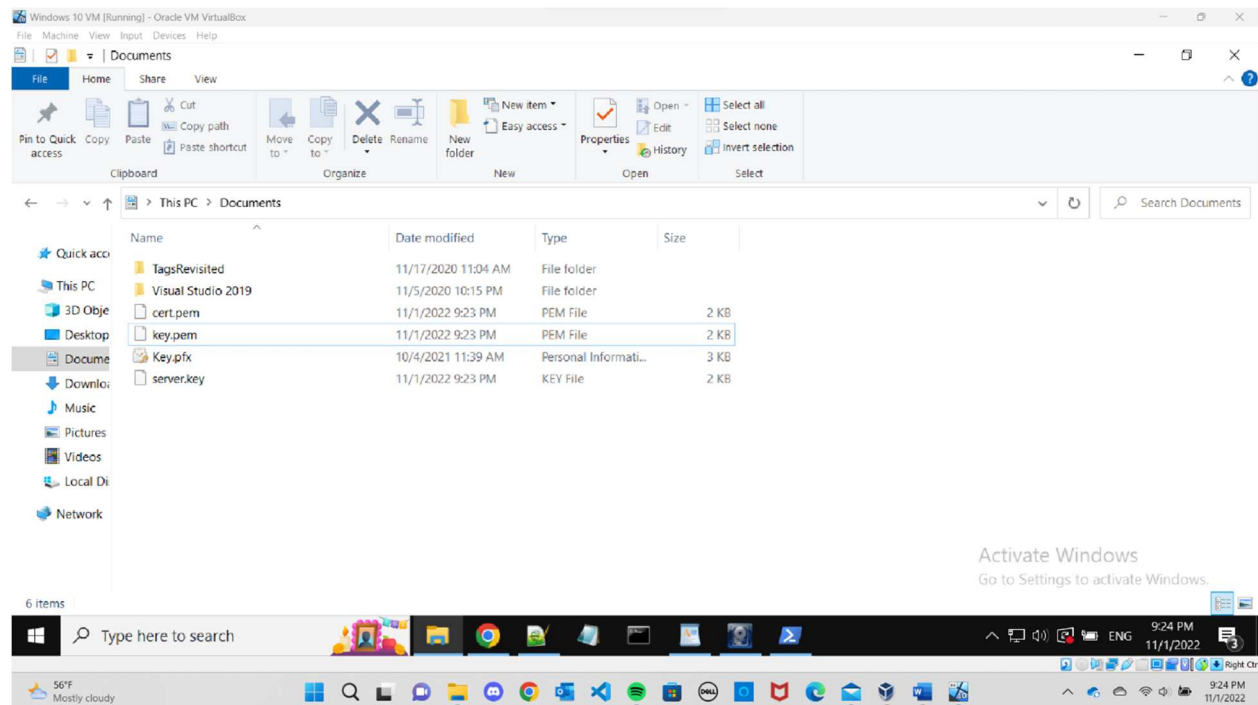 Windows 10 VM [Running] - Oracle VM VirtualBox
File Machine View Input Devices Help
Documents
File Home Share View
Pin to Quick access
Copy
Paste
Cut
Copy path
Paste shortcut
Move to
Copy to
Delete
Rename
New folder
New item
Easy access
Properties
Open
Edit
History
Select all
Select none
Invert selection
Clipboard Organize New Open Select
This PC > Documents
Search Documents
Name Date modified Type Size
Quick acc
This PC
3D Obje
Desktop
Docume
Downloa
Music
Pictures
Videos
Local Di
Network
TagsRevisited 11/17/2020 11:04 AM File folder
Visual Studio 2019 11/5/2020 10:15 PM File folder
cert.pem 11/1/2022 9:23 PM PEM File 2 KB
key.pem 11/1/2022 9:23 PM PEM File 2 KB
Key.pfx 10/4/2021 11:39 AM Personal Informati... 3 KB
server.key 11/1/2022 9:23 PM KEY File 2 KB
Activate Windows
Go to Settings to activate Windows.
6 items
Type here to search
ENG
9:24 PM
11/1/2022
3
Right Ctr
56°F
Mostly cloudy
DELL
9:24 PM
11/1/2022